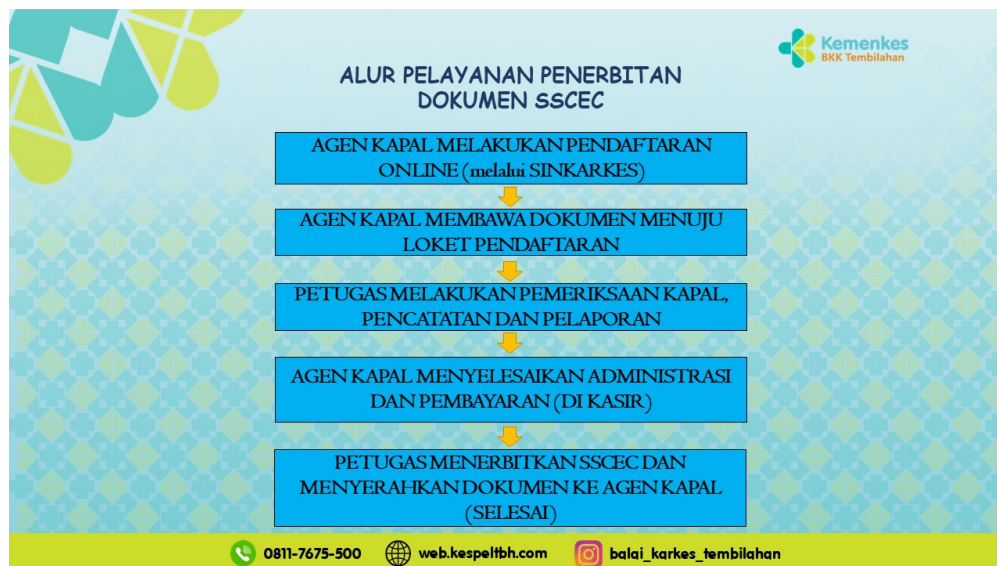 Kemenkes
BKK Tembilahan
ALUR PELAYANAN PENERBITAN
DOKUMEN SSCEC
AGEN KAPAL MELAKUKAN PENDAFTARAN
ONLINE (melalui SINKARKES)
AGEN KAPAL MEMBAWA DOKUMEN MENUJU
LOKET PENDAFTARAN
PETUGAS MELAKUKAN PEMERIKSAAN KAPAL,
PENCATATAN DAN PELAPORAN
AGEN KAPAL MENYELESAIKAN ADMINISTRASI
DAN PEMBAYARAN (DI KASIR)
PETUGAS MENERBITKAN SSCEC DAN
MENYERAHKAN DOKUMEN KE AGEN KAPAL
(SELESAI)
0811-7675-500 web.kespeltbh.com balai_karkes_tembilahan